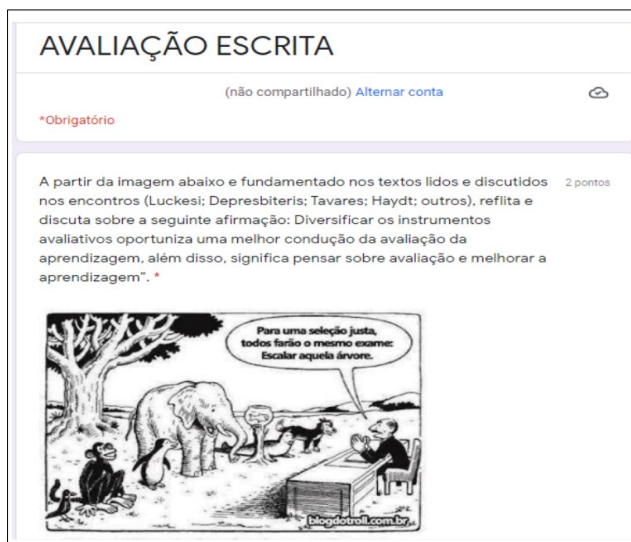 AVALIAÇÃO ESCRITA
(não compartilhado) Alternar conta
*Obrigatório
A partir da imagem abaixo e fundamentado nos textos lidos e discutidos 2 pontos
nos encontros (Luckesi; Depresbiteris; Tavares; Haydt; outros), reflita e
discuta sobre a seguinte afirmação: Diversificar os instrumentos
avaliativos oportuniza uma melhor condução da avaliação da
aprendizagem, além disso, significa pensar sobre avaliação e melhorar a
aprendizagem”. *
Para uma seleção justa,
todos farão o mesmo exame:
Escalar aquela árvore.
blogdotroll.com.br